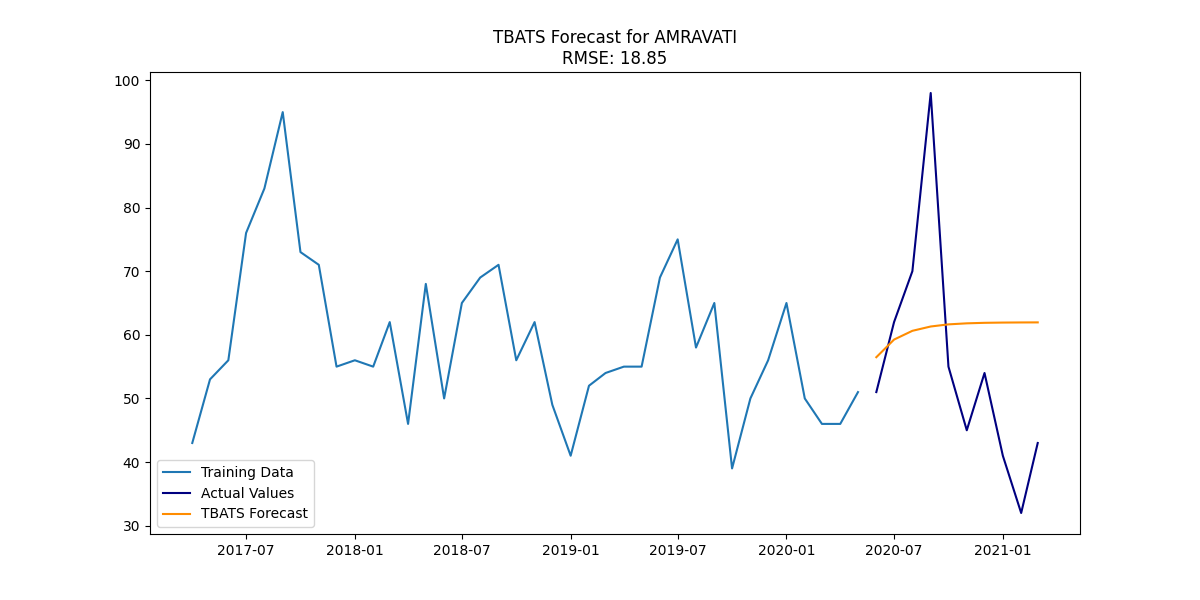 TBATS Forecast for AMRAVATI
RMSE: 18.85
100
90
80
70
60
50
40
30
Training Data
Actual Values
TBATS Forecast
2017-07 2018-01 2018-07 2019-01 2019-07 2020-01 2020-07 2021-01